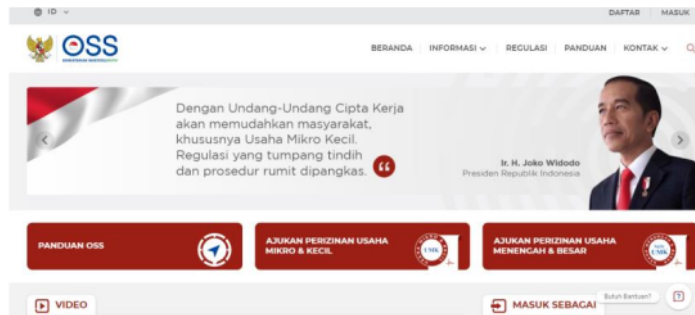 ID
DAFTAR MASUK
OSS
BERANDA INFORMASI REGULASI PANDUAN KONTAK
Dengan Undang-Undang Cipta Kerja
akan memudahkan masyarakat,
khususnya Usaha Mikro Kecil.
Regulasi yang tumpang tindih
dan prosedur rumit dipangkas.
Ir. H. Joko Widodo
Presiden Republik Indonesia
PANDUAN OSS
AJUKAN PERIZINAN USAHA
MIKRO & KECIL
UMK
AJUKAN PERIZINAN USAHA
MENENGAH & BESAR
NON
UMK
VIDEO
MASUK SEBAGAI
Butuh Bantuan?